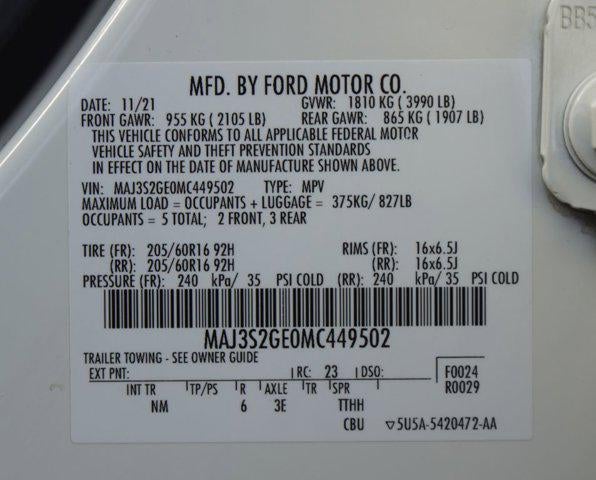 BB5
MFD. BY FORD MOTOR CO.
DATE: 11/21 GVWR: 1810 KG ( 3990 LB)
FRONT GAWR: 955 KG ( 2105 LB) REAR GAWR: 865 KG ( 1907 LB)
THIS VEHICLE CONFORMS TO ALL APPLICABLE FEDERAL MOTOR
VEHICLE SAFETY AND THEFT PREVENTION STANDARDS
IN EFFECT ON THE DATE OF MANUFACTURE SHOWN ABOVE.
VIN: MAJ3S2GE0MC449502 TYPE: MPV
MAXIMUM LOAD = OCCUPANTS + LUGGAGE = 375KG/ 827LB
OCCUPANTS = 5 TOTAL; 2 FRONT, 3 REAR
TIRE (FR): 205/60R16 92H RIMS (FR): 16x6.5J
(RR): 205/60R16 92H (RR): 16x6.5J
PRESSURE (FR): 240 kPa/ 35 PSI COLD (RR): 240 kPa/ 35 PSI COLD
MAJ3S2GE0MC449502
TRAILER TOWING - SEE OWNER GUIDE
EXT PNT: RC: 23 DSO: F0024
R0029
INT TR TP/PS R AXLE TR SPR
NM 6 3E TTHH
CBU ▽5U5A-5420472-AA